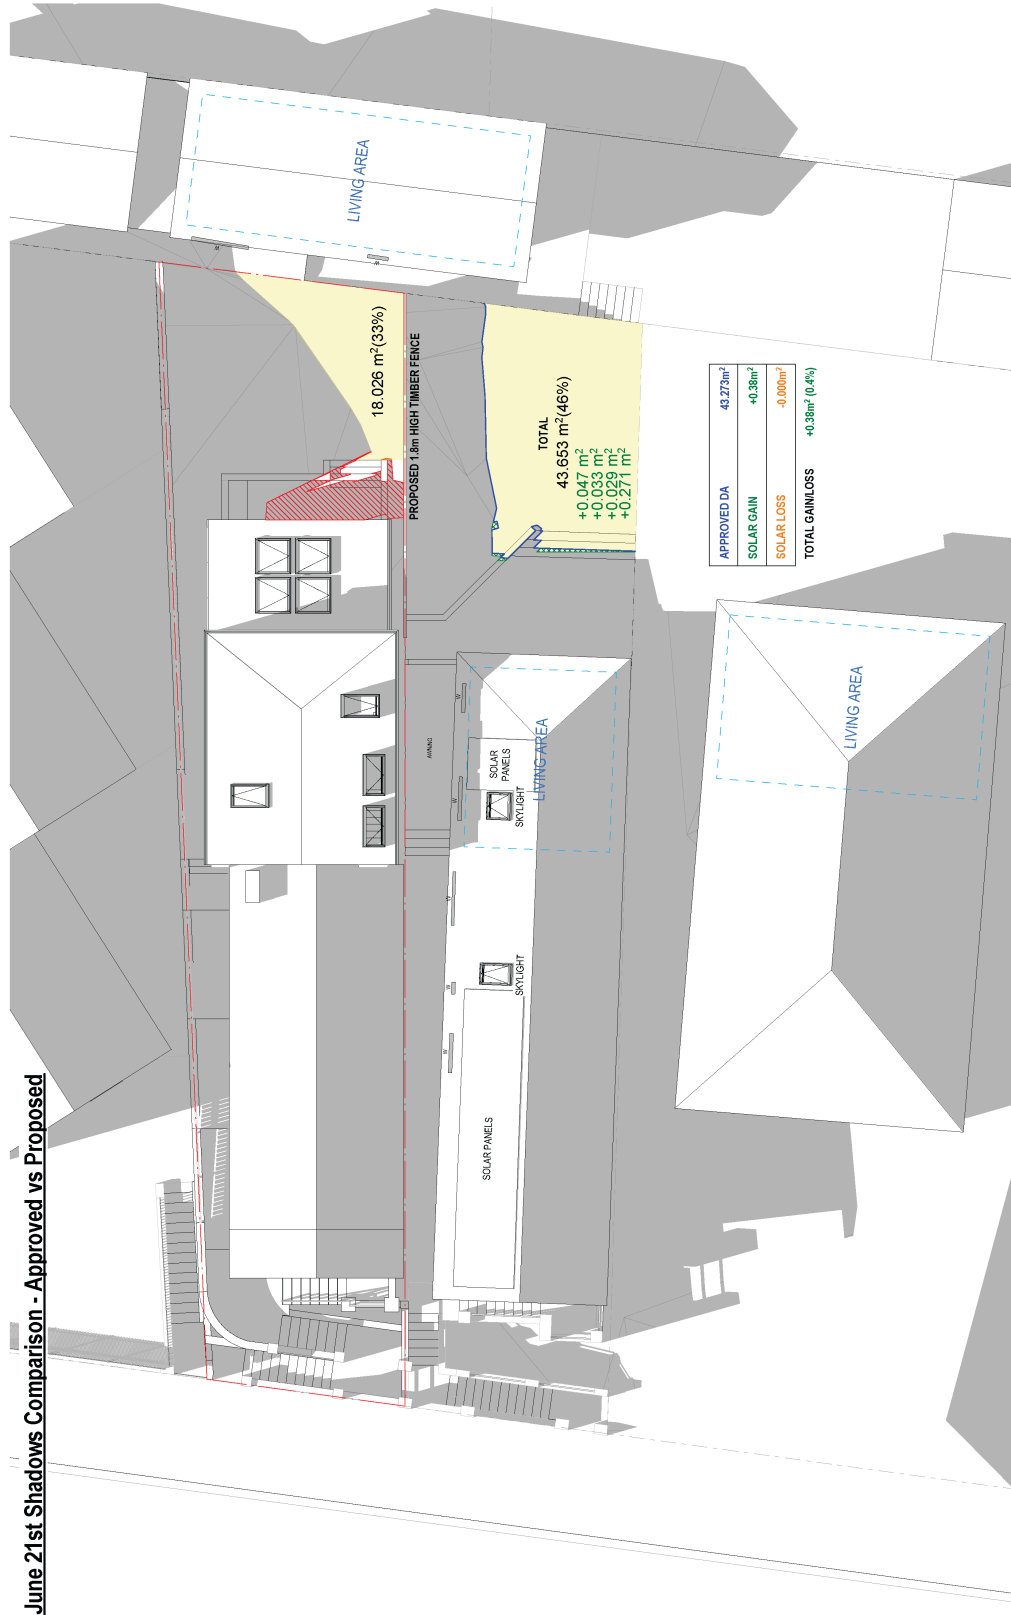 June 21st Shadows Comparison - Approved vs Proposed
LIVING AREA
W
W
18.026 m²(33%)
PROPOSED 1.8m HIGH TIMBER FENCE
TOTAL
43.653 m²(46%)
+0.047 m²
+0.033 m²
+0.029 m²
+0.271 m²
APPROVED DA 43.273m²
SOLAR GAIN +0.38m²
SOLAR LOSS -0.000m²
TOTAL GAIN/LOSS +0.38m² (0.4%)
AWNING
W
W
SOLAR
PANELS
SKYLIGHT
LIVING AREA
LIVING AREA
W
W
W
SKYLIGHT
SOLAR PANELS